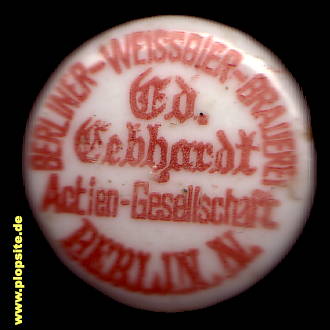 BERLINER-WEISSBIER-BRAUEREI
Ed.
Gebhardt
Actien-Gesellschaft
BERLIN.N.
www.plopsite.de